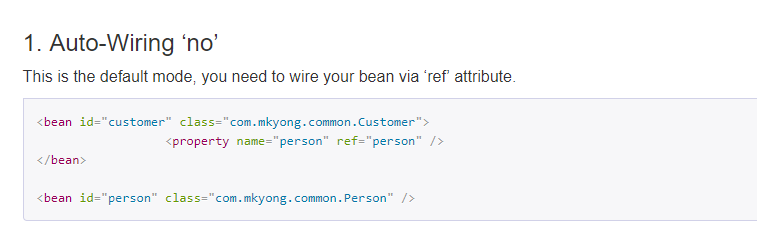 1. Auto-Wiring ‘no’
This is the default mode, you need to wire your bean via ‘ref’ attribute.
<bean id="customer" class="com.mkyong.common.Customer">
<property name="person" ref="person" />
</bean>
<bean id="person" class="com.mkyong.common.Person" />